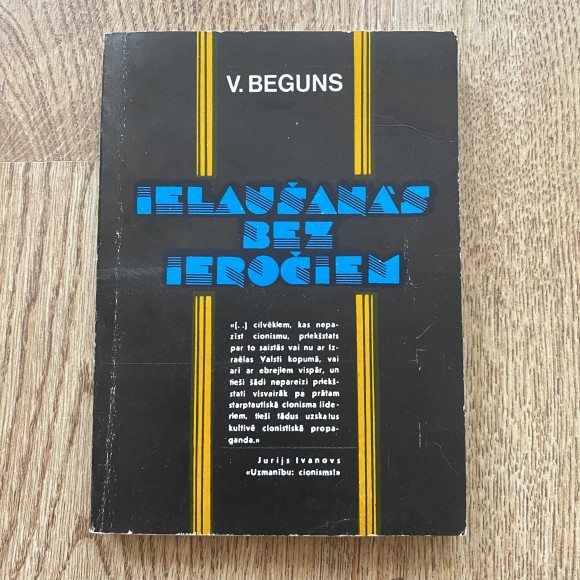 V. BEGUNS
IELAUŠANĀS
BEZ
IEROČIEM
«[. .] cilvēkiem, kas nepa-
zīst cionismu, priekšstats
par to saistās vai nu ar Iz-
raēlas Valsti kopumā, vai
arī ar ebrejiem vispār, un
tieši šādi nepareizi priekš-
stati visvairāk pa prātam
starptautiskā cionisma līde-
riem, tieši tādus uzskatus
kultivē cionistiskā propa-
ganda.»
Jurijs Ivanovs
«Uzmanību: cionisms!»